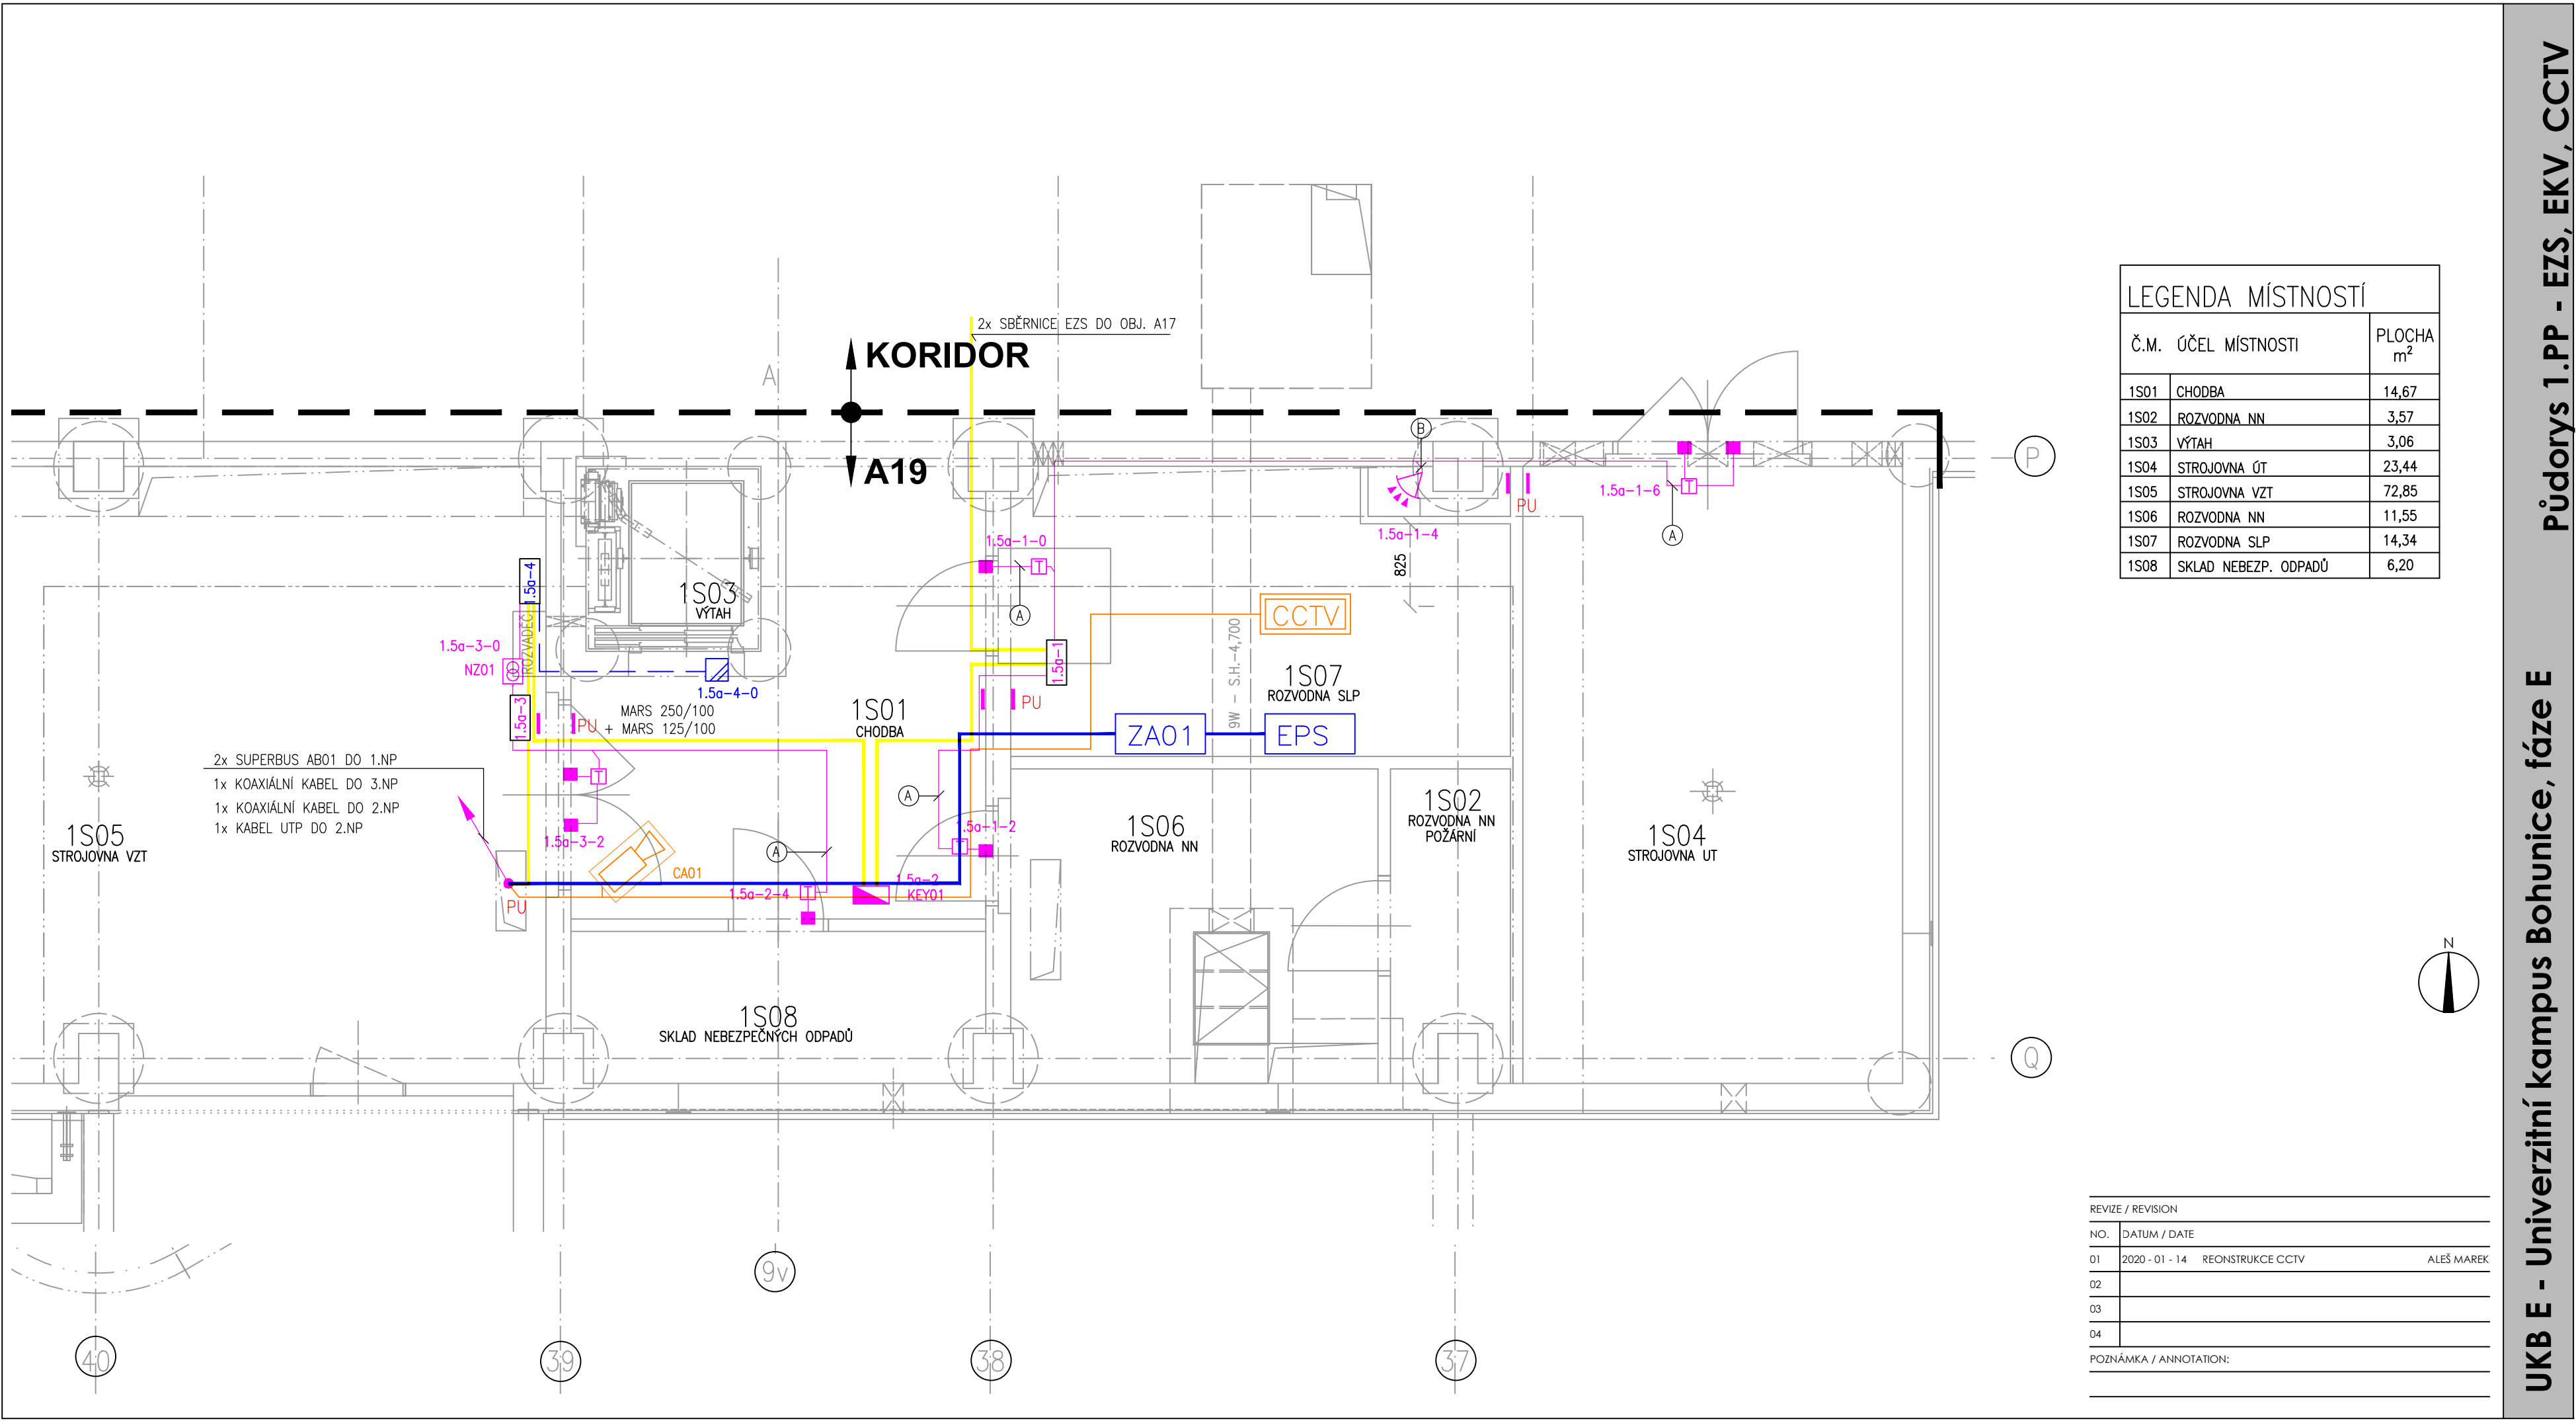 2x SBĚRNICE EZS DO OBJ. A17
KORIDOR
A
A19
B
P
1.5a-1-0
1.5a-1-4
1.5a-1-6
PU
A
A
825
1.5a-4
1S03
VÝTAH
ROZVADĚČ
1.5a-3-0
NZ01
1.5a-4-0
1.5a-3
1.5a-1
PU
CCTV
9W - S.H.-4,700
1S07
ROZVODNA SLP
MARS 250/100
+ MARS 125/100
PU
1S01
CHODBA
ZA01
EPS
2x SUPERBUS AB01 DO 1.NP
1x KOAXIÁLNÍ KABEL DO 3.NP
1x KOAXIÁLNÍ KABEL DO 2.NP
1x KABEL UTP DO 2.NP
T
T
T
T
T
A
A
1.5a-1-2
1S05
STROJOVNA VZT
1.5a-3-2
CA01
1.5a-2-4
1.5a-2
KEY01
PU
1S06
ROZVODNA NN
1S02
ROZVODNA NN
POŽÁRNÍ
1S04
STROJOVNA UT
1S08
SKLAD NEBEZPEČNÝCH ODPADŮ
Q
9v
40
39
38
37
LEGENDA MÍSTNOSTÍ
Č.M. ÚČEL MÍSTNOSTI PLOCHA
m²
1S01 CHODBA 14,67
1S02 ROZVODNA NN 3,57
1S03 VÝTAH 3,06
1S04 STROJOVNA ÚT 23,44
1S05 STROJOVNA VZT 72,85
1S06 ROZVODNA NN 11,55
1S07 ROZVODNA SLP 14,34
1S08 SKLAD NEBEZP. ODPADŮ 6,20
N
REVIZE / REVISION
NO. DATUM / DATE
01 2020 - 01 - 14 REONSTRUKCE CCTV ALEŠ MAREK
02
03
04
POZNÁMKA / ANNOTATION:
Půdorys 1.PP - EZS, EKV, CCTV
UKB E - Univerzitní kampus Bohunice, fáze E